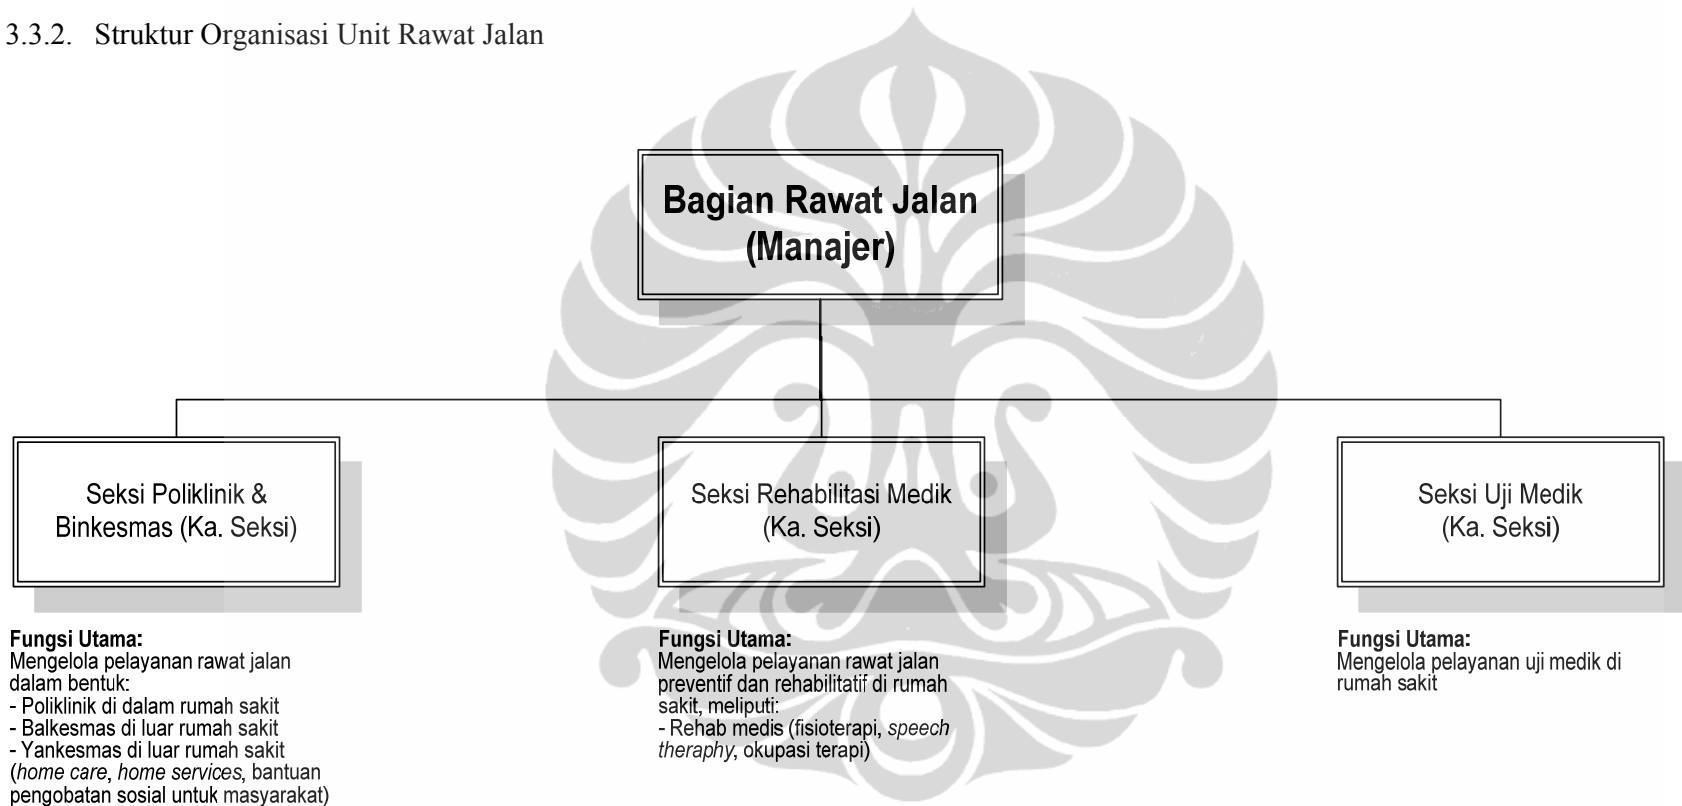 3.3.2. Struktur Organisasi Unit Rawat Jalan
Bagian Rawat Jalan
(Manajer)
Seksi Poliklinik &
Binkesmas (Ka. Seksi)
Fungsi Utama:
Mengelola pelayanan rawat jalan
dalam bentuk:
- Poliklinik di dalam rumah sakit
- Balkesmas di luar rumah sakit
- Yankesmas di luar rumah sakit
(home care, home services, bantuan
pengobatan sosial untuk masyarakat)
Seksi Rehabilitasi Medik
(Ka. Seksi)
Fungsi Utama:
Mengelola pelayanan rawat jalan
preventif dan rehabilitatif di rumah
sakit, meliputi:
- Rehab medis (fisioterapi, speech
theraphy, okupasi terapi)
Seksi Uji Medik
(Ka. Seksi)
Fungsi Utama:
Mengelola pelayanan uji medik di
rumah sakit